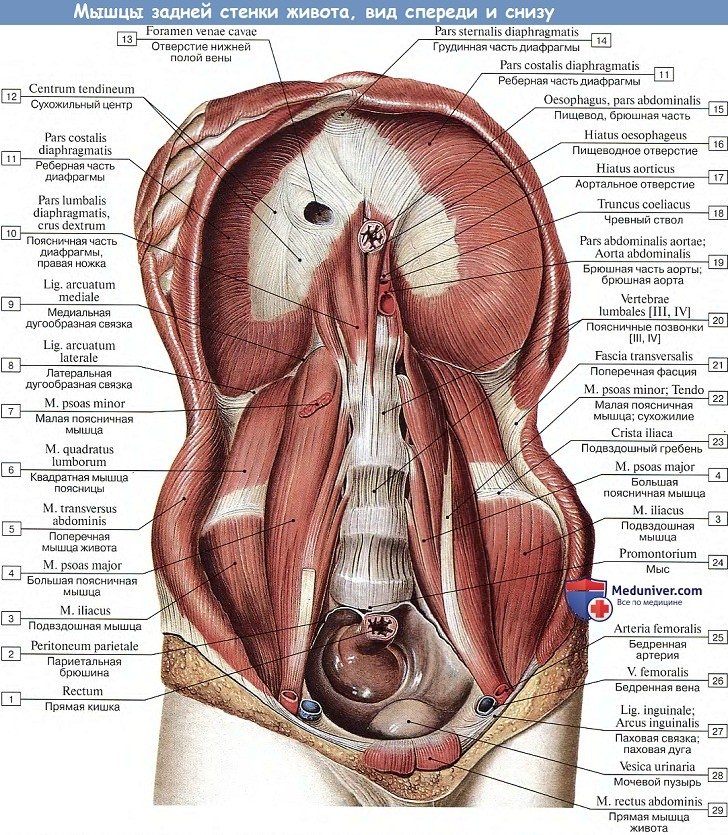 Мышцы задней стенки живота, вид спереди и снизу
13
Foramen venae cavae
Отверстие нижней
полой вены
12
Centrum tendineum
Сухожильный центр
11
Pars costalis
diaphragmatis
Реберная часть
диафрагмы
10
Pars lumbalis
diaphragmatis,
crus dextrum
Поясничная часть
диафрагмы,
правая ножка
9
Lig. arcuatum
mediale
Медиальная
дугообразная связка
8
Lig. arcuatum
laterale
Латеральная
дугообразная связка
7
M. psoas minor
Малая поясничная
мышца
6
M. quadratus
lumborum
Квадратная мышца
поясницы
5
M. transversus
abdominis
Поперечная
мышца живота
4
M. psoas major
Большая поясничная
мышца
3
M. iliacus
Подвздошная мышца
2
Peritoneum parietale
Париетальная
брюшина
1
Rectum
Прямая кишка
Pars sternalis diaphragmatis
14
Грудинная часть диафрагмы
Pars costalis diaphragmatis
11
Реберная часть диафрагмы
Oesophagus, pars abdominalis
15
Пищевод, брюшная часть
Hiatus oesophageus
16
Пищеводное отверстие
Hiatus aorticus
17
Аортальное отверстие
Truncus coeliacus
18
Чревный ствол
Pars abdominalis aortae;
Aorta abdominalis
19
Брюшная часть аорты;
брюшная аорта
Vertebrae
lumbales [III, IV]
20
Поясничные позвонки
[III, IV]
Fascia transversalis
21
Поперечная фасция
M. psoas minor; Tendo
22
Малая поясничная
мышца; сухожилие
Crista iliaca
23
Подвздошный гребень
M. psoas major
4
Большая
поясничная мышца
M. iliacus
3
Подвздошная
мышца
Promontorium
24
Мыс
Meduniver.com
Все по медицине
Arteria femoralis
25
Бедренная
артерия
V. femoralis
26
Бедренная вена
Lig. inguinale;
Arcus inguinalis
27
Паховая связка;
паховая дуга
Vesica urinaria
28
Мочевой пузырь
M. rectus abdominis
29
Прямая мышца
живота